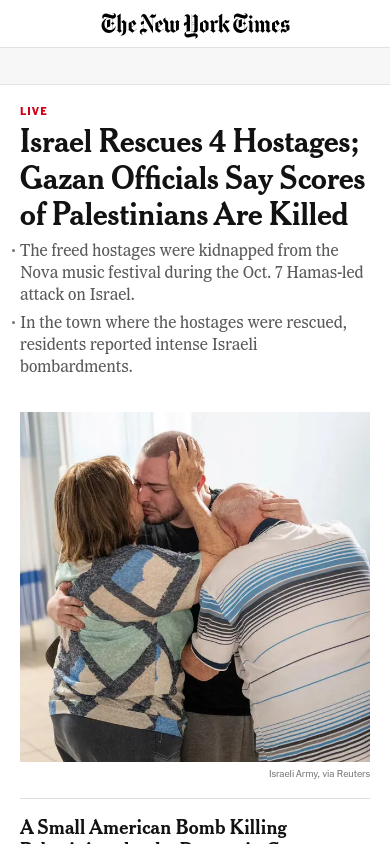 The New York Times
LIVE
Israel Rescues 4 Hostages;
Gazan Officials Say Scores
of Palestinians Are Killed
· The freed hostages were kidnapped from the
Nova music festival during the Oct. 7 Hamas-led
attack on Israel.
· In the town where the hostages were rescued,
residents reported intense Israeli
bombardments.
Israeli Army, via Reuters
A Small American Bomb Killing